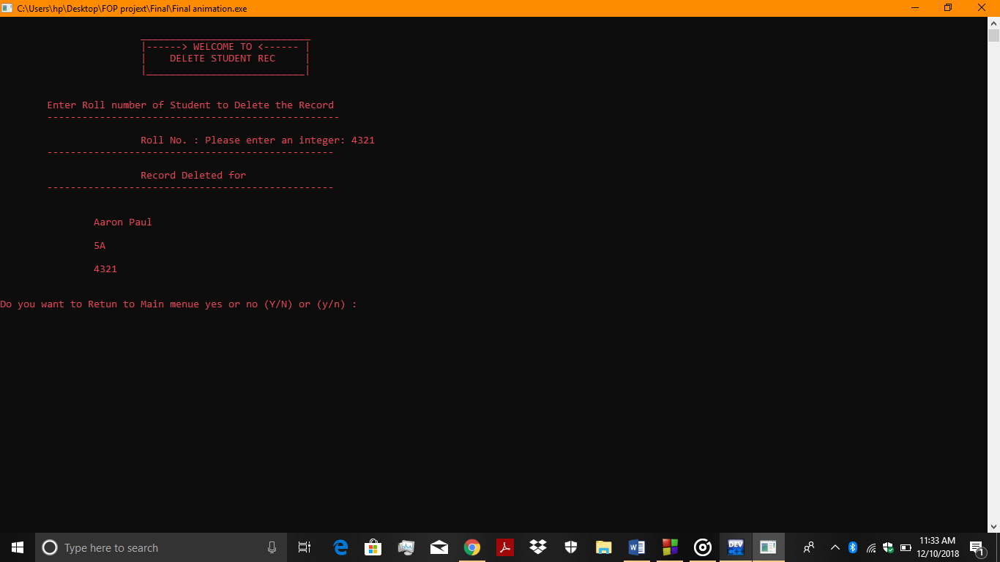 C:\Users\hp\Desktop\FOP projext\Final\Final animation.exe
|------> WELCOME TO <------ |
| DELETE STUDENT REC |
|___________________________|
Enter Roll number of Student to Delete the Record
--------------------------------------------------
Roll No. : Please enter an integer: 4321
-------------------------------------------------
Record Deleted for
-------------------------------------------------
Aaron Paul
5A
4321
Do you want to Retun to Main menue yes or no (Y/N) or (y/n) :
Type here to search
DEV
C++
11:33 AM
12/10/2018
1